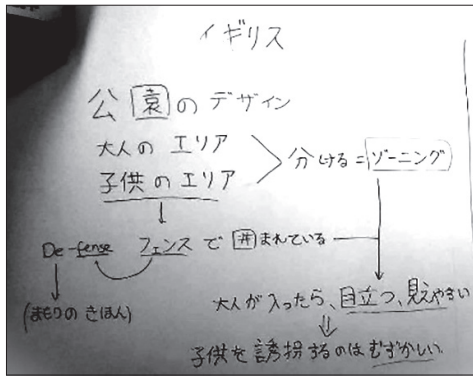 イギリス
公園のデザイン
大人のエリア
子供のエリア
分ける=ゾーニング
De-fense フェンスで囲まれている
(まもりのきほん)
大人が入ったら、目立つ、見えやすい
子供を誘拐するのはむずかしい